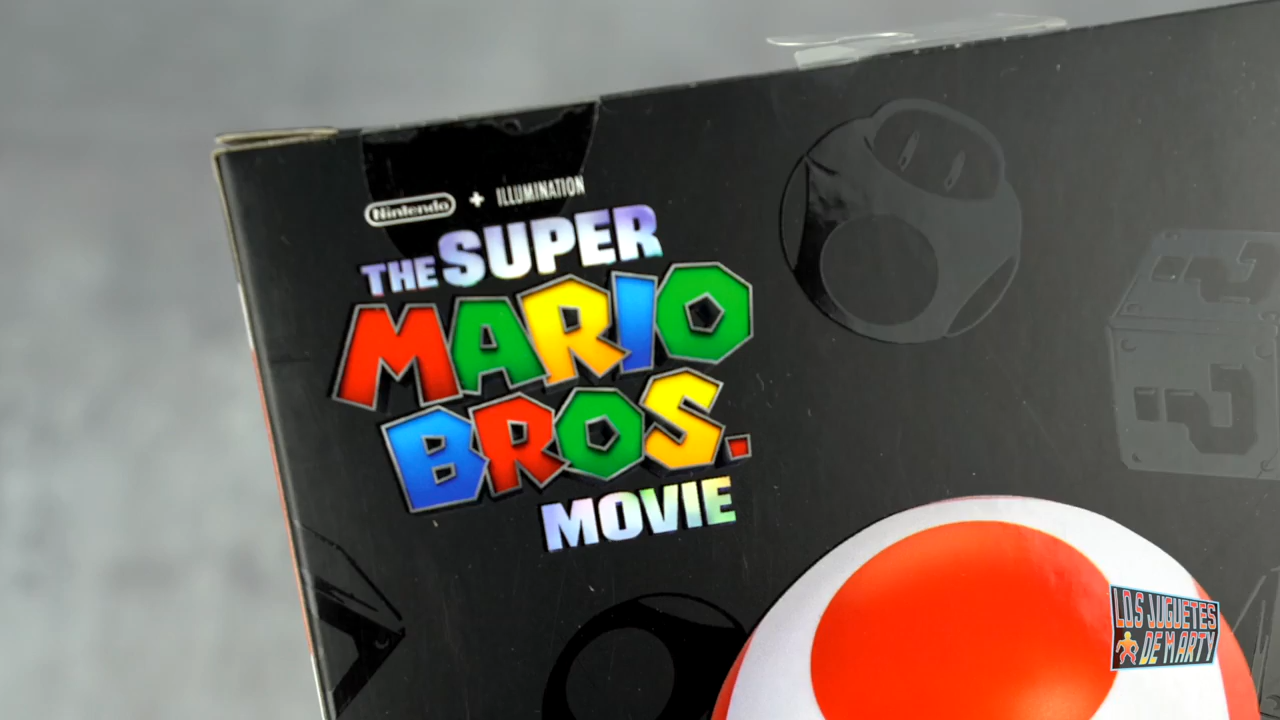 Nintendo + ILLUMINATION
THE SUPER
MARIO
BROS.
MOVIE
LOS JUGUETES
DE MARTY